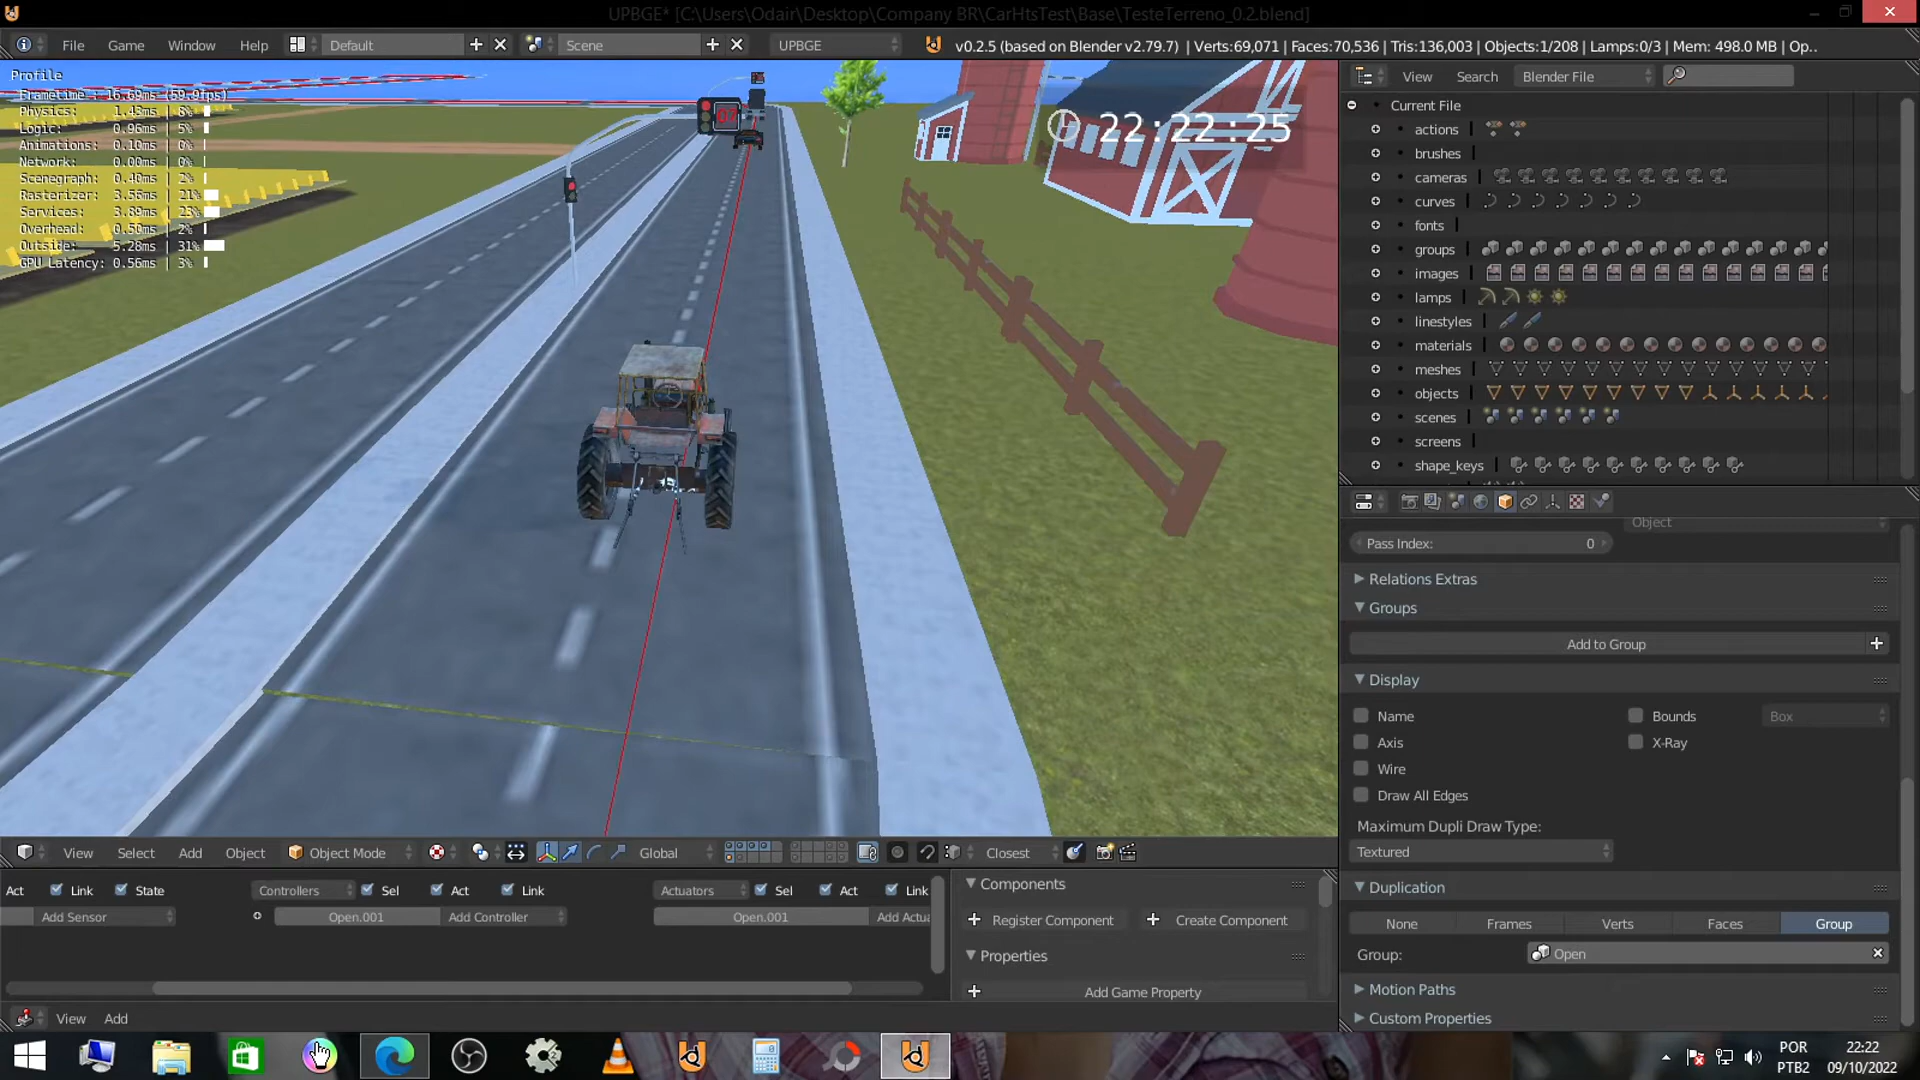 UPBGE* [C:\Users\Odair\Desktop\Company BR\CarHtsTest\Base\TesteTerreno_0.2.blend]
File Game Window Help Default Scene UPBGE v0.2.5 (based on Blender v2.79.7) | Verts:69,071 | Faces:70,536 | Tris:136,003 | Objects:1/208 | Lamps:0/3 | Mem: 498.0 MB | Op..
Profile
Frametime : 16.69ms (59.9fps)
Physics: 1.43ms | 8%
Logic: 0.96ms | 5%
Animations: 0.10ms | 0%
Network: 0.00ms | 0%
Scenegraph: 0.40ms | 2%
Rasterizer: 3.56ms | 21%
Services: 3.89ms | 23%
Overhead: 0.50ms | 2%
Outside: 5.28ms | 31%
GPU Latency: 0.56ms | 3%
07
22:22:25
View Search Blender File
Current File
actions
brushes
cameras
curves
fonts
groups
images
lamps
linestyles
materials
meshes
objects
scenes
screens
shape_keys
Object
Pass Index: 0
Relations Extras
Groups
Add to Group
Display
Name Bounds Box
Axis X-Ray
Wire
Draw All Edges
Maximum Dupli Draw Type:
Textured
Duplication
None Frames Verts Faces Group
Group: Open
Motion Paths
Custom Properties
View Select Add Object Object Mode Global Closest
Act Link State Controllers Sel Act Link Actuators Sel Act Link
Add Sensor Open.001 Add Controller Open.001 Add Actua
Components
Register Component Create Component
Properties
Add Game Property
View Add
POR 22:22
PTB2 09/10/2022